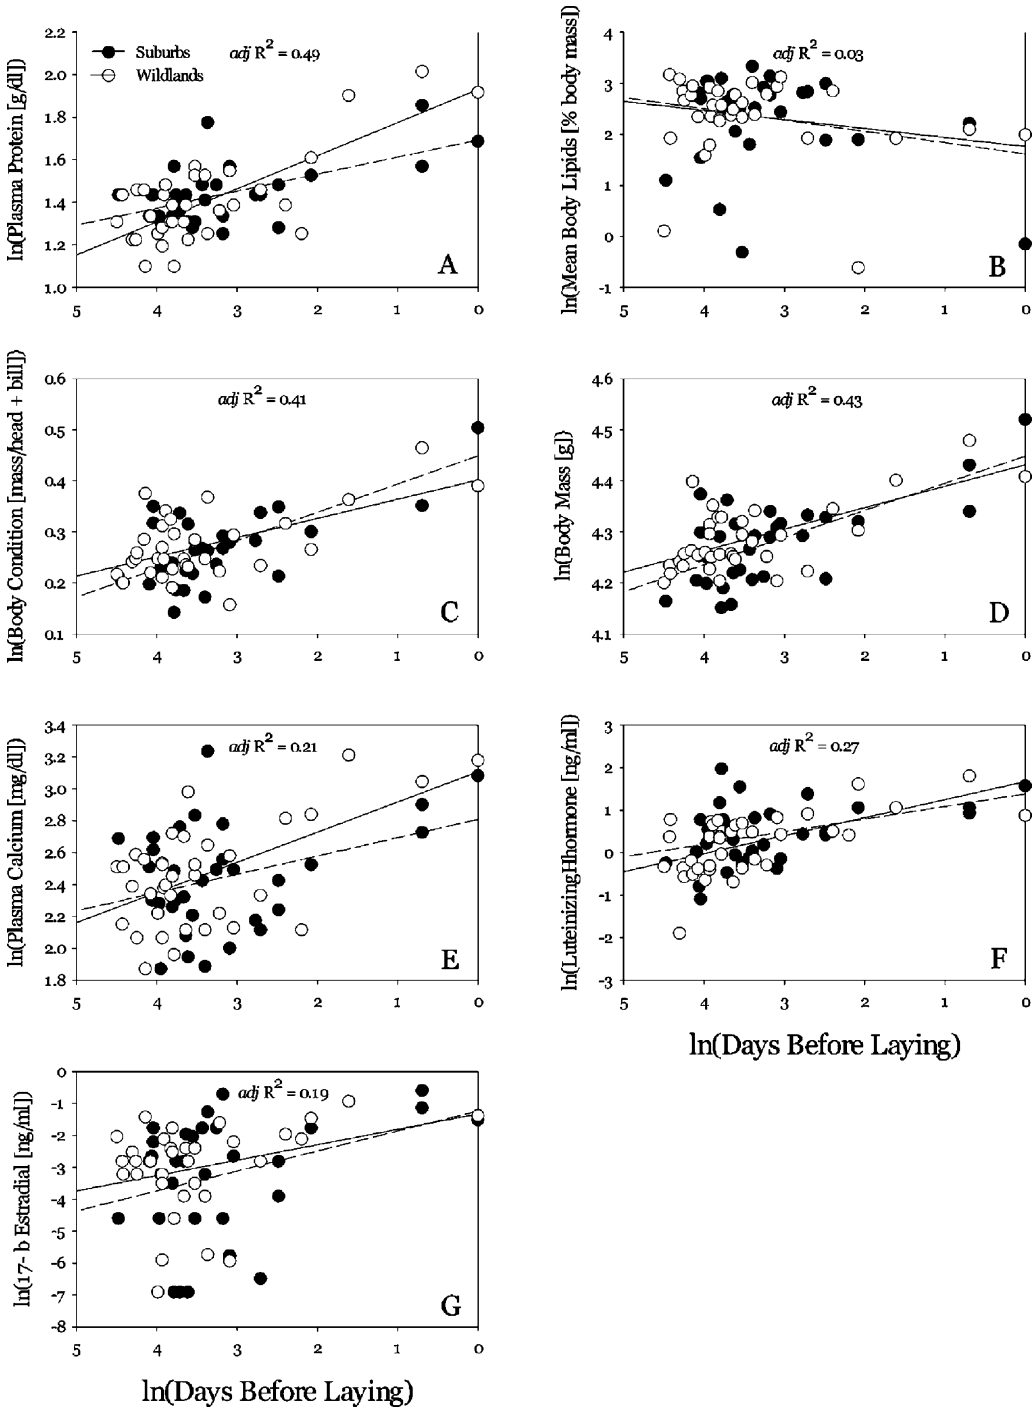 ln(Plasma Protein [g/dl])
2.2
2.0
1.8
1.6
1.4
1.2
1.0
Suburbs
Wildlands
adj R2 = 0.49
A
5 4 3 2 1 0
ln(Mean Body Lipids [% body mass])
4
3
2
1
0
-1
adj R2 = 0.03
B
5 4 3 2 1 0
ln(Body Condition [mass/head + bill]}
0.6
0.5
0.4
0.3
0.2
0.1
adj R2 = 0.41
C
5 4 3 2 1 0
ln(Body Mass [g]}
4.6
4.5
4.4
4.3
4.2
4.1
adj R2 = 0.43
D
5 4 3 2 1 0
ln(Plasma Calcium [mg/dl])
3.4
3.2
3.0
2.8
2.6
2.4
2.2
2.0
1.8
adj R2 = 0.21
E
5 4 3 2 1 0
ln(LuteinizingHhormone [ng/ml])
3
2
1
0
-1
-2
-3
adj R2 = 0.27
F
5 4 3 2 1 0
ln(Days Before Laying)
ln(17- b Estradial [ng/ml])
0
-1
-2
-3
-4
-5
-6
-7
-8
adj R2 = 0.19
G
5 4 3 2 1 0
ln(Days Before Laying)